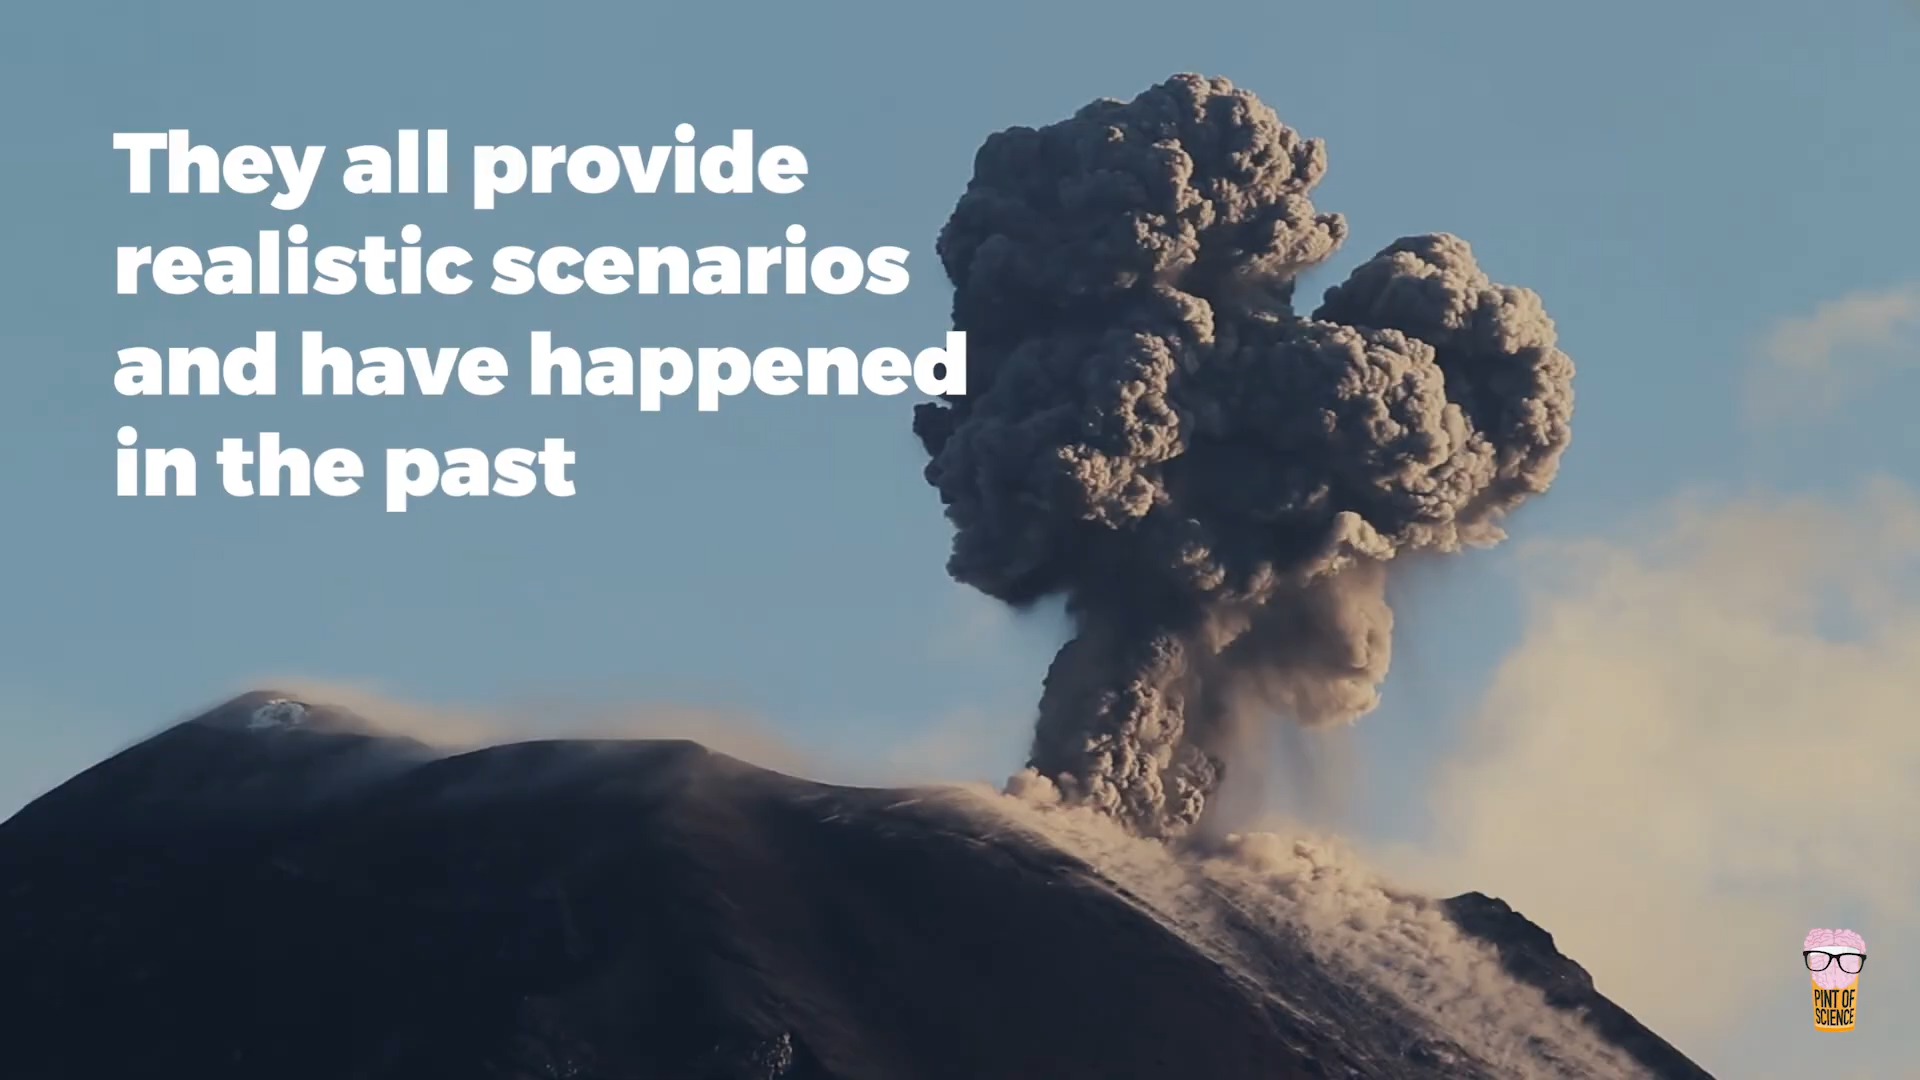 They all provide
realistic scenarios
and have happened
in the past
PINT OF
SCIENCE